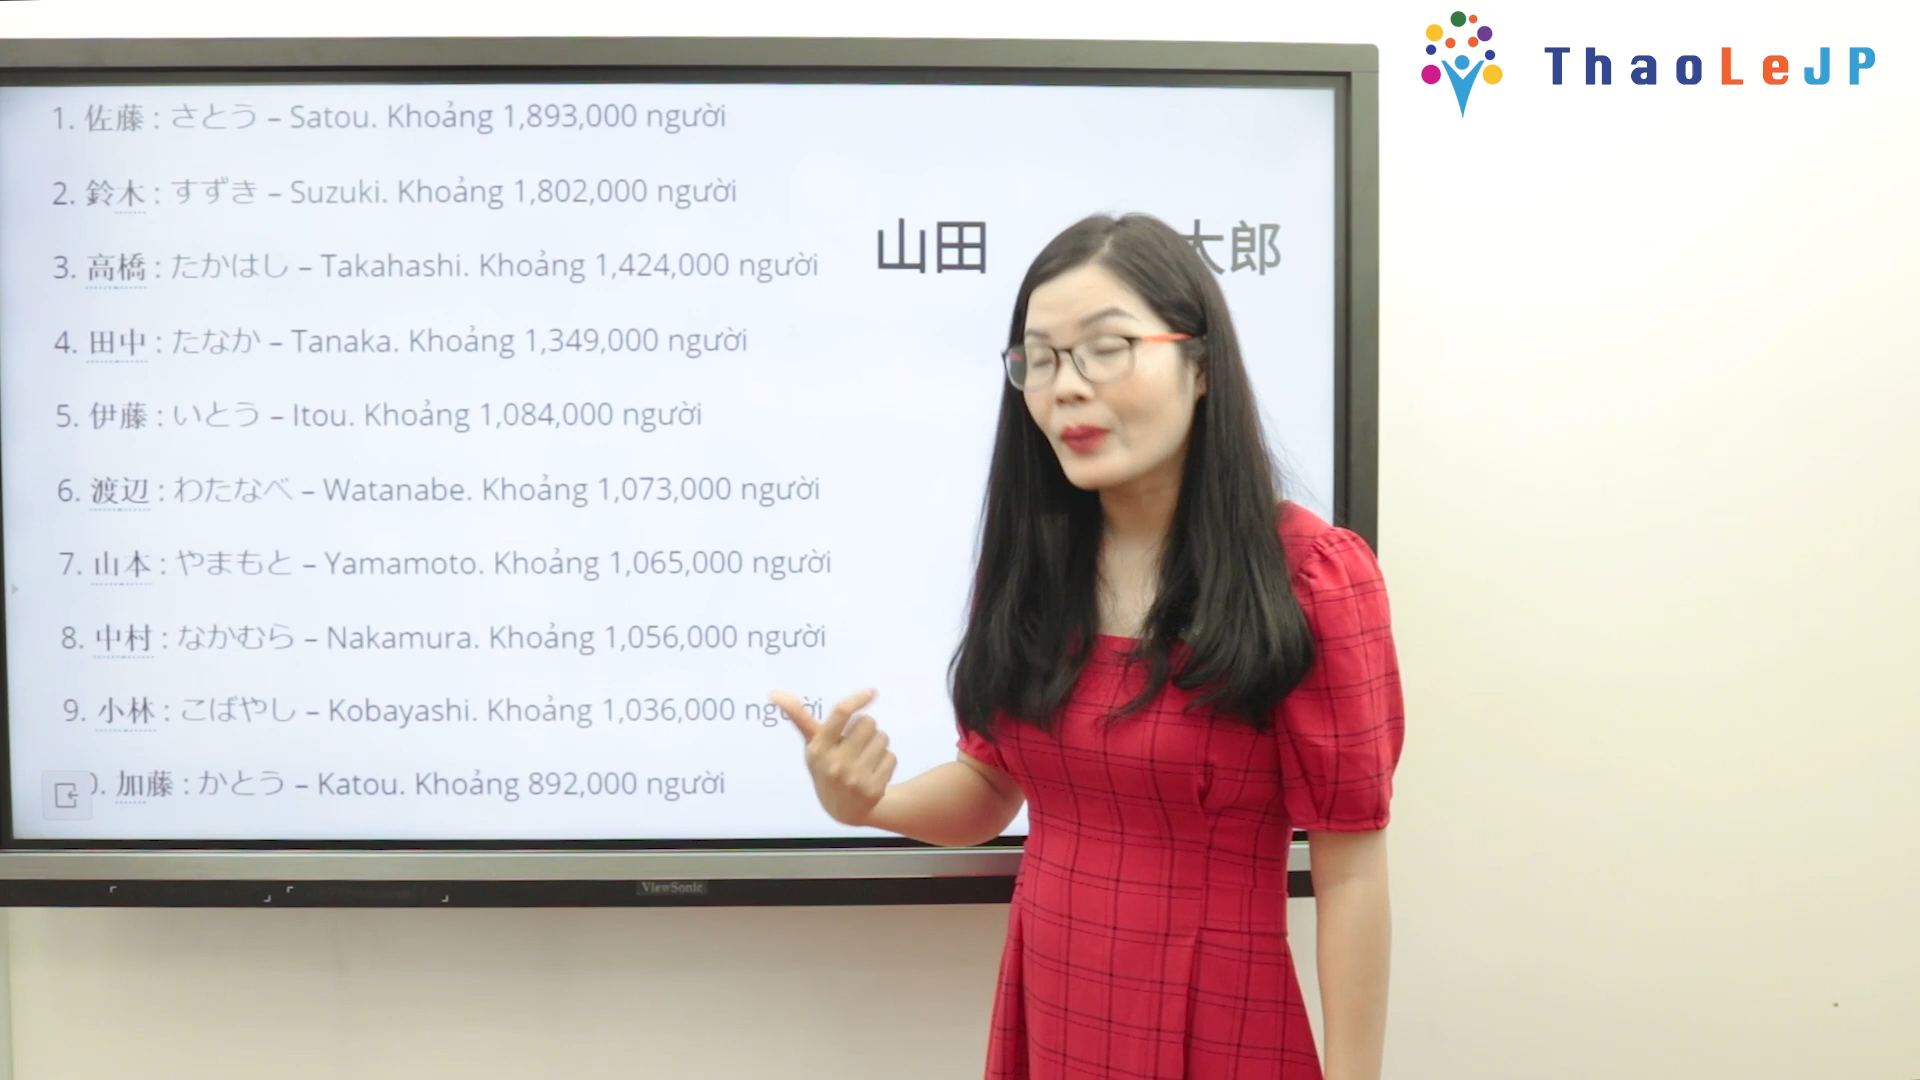 ThaoLeJP
1. 佐藤 : さとう – Satou. Khoảng 1,893,000 người
2. 鈴木 : すずき – Suzuki. Khoảng 1,802,000 người
3. 高橋 : たかはし – Takahashi. Khoảng 1,424,000 người
4. 田中 : たなか – Tanaka. Khoảng 1,349,000 người
5. 伊藤 : いとう – Itou. Khoảng 1,084,000 người
6. 渡辺 : わたなべ – Watanabe. Khoảng 1,073,000 người
7. 山本 : やまもと – Yamamoto. Khoảng 1,065,000 người
8. 中村 : なかむら – Nakamura. Khoảng 1,056,000 người
9. 小林 : こばやし – Kobayashi. Khoảng 1,036,000 người
). 加藤 : かとう – Katou. Khoảng 892,000 người
山田 太郎
ViewSonic